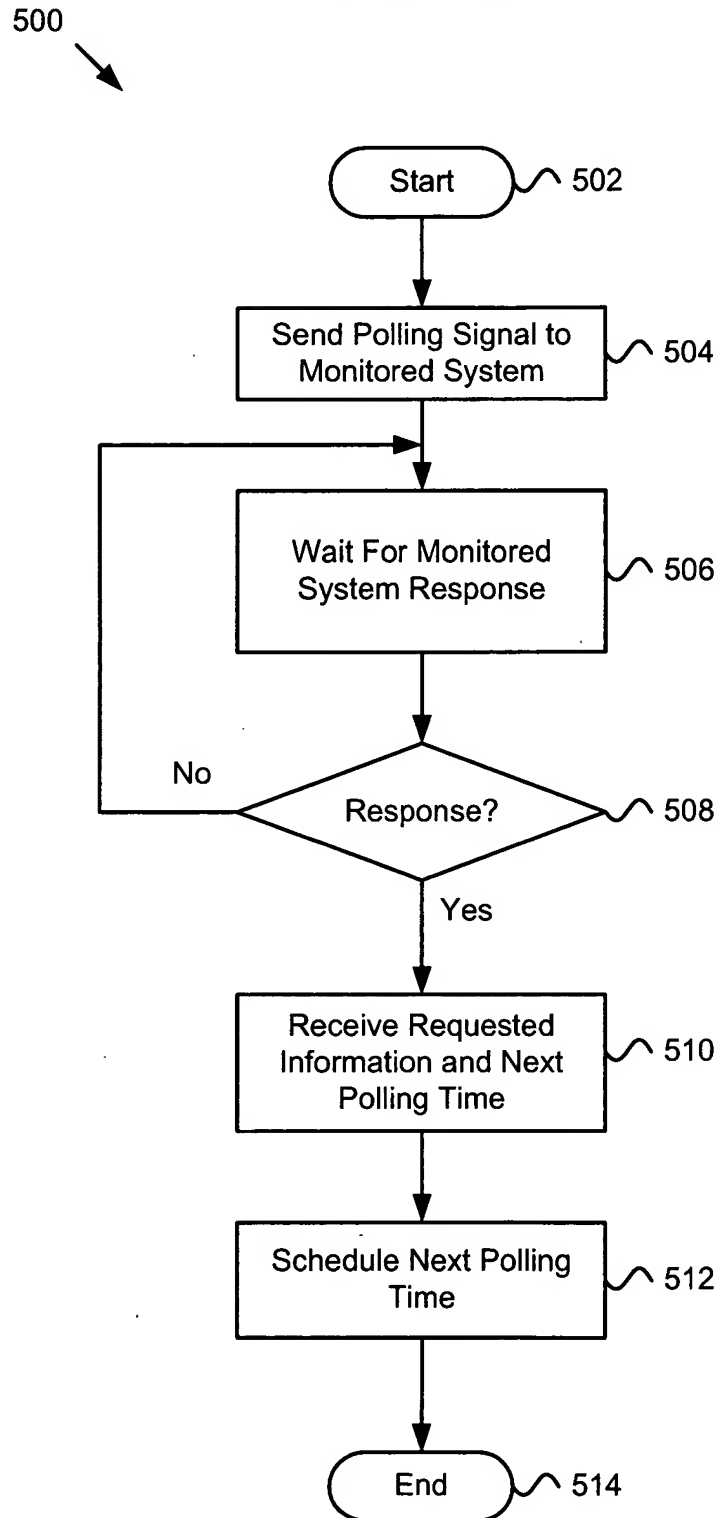 500
Start
502
Send Polling Signal to
Monitored System
504
Wait For Monitored
System Response
506
No
Response?
508
Yes
Receive Requested
Information and Next
Polling Time
510
Schedule Next Polling
Time
512
End
514